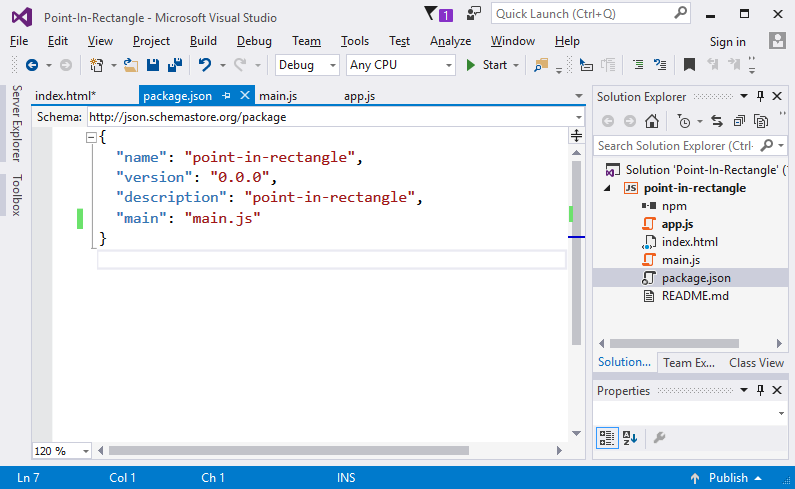 Point-In-Rectangle - Microsoft Visual Studio
1
Quick Launch (Ctrl+Q)
File Edit View Project Build Debug Team Tools Test Analyze Window Help Sign in
Debug Any CPU Start
Server Explorer
Toolbox
index.html* package.json main.js app.js
Schema: http://json.schemastore.org/package
{
"name": "point-in-rectangle",
"version": "0.0.0",
"description": "point-in-rectangle",
"main": "main.js"
}
120 %
Solution Explorer
Search Solution Explorer (Ctrl-
Solution 'Point-In-Rectangle' (
JS point-in-rectangle
npm
app.js
index.html
main.js
package.json
README.md
Solution... Team Ex... Class View
Properties
Ln 7 Col 1 Ch 1 INS Publish